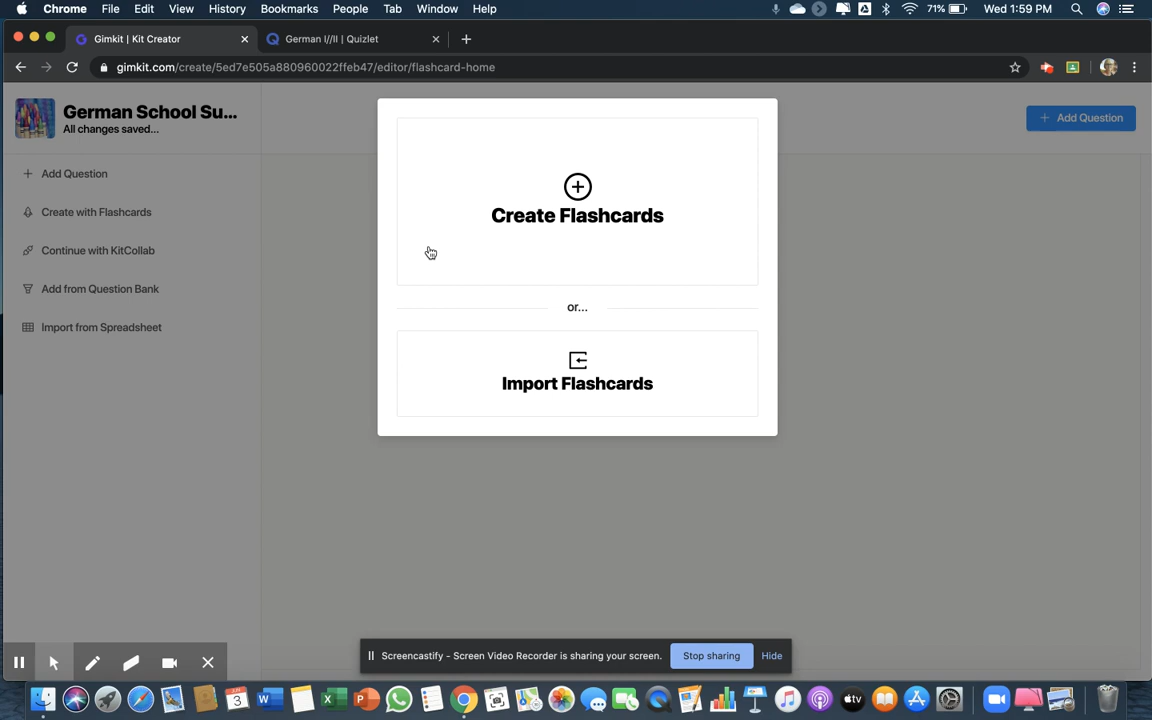 Chrome File Edit View History Bookmarks People Tab Window Help 71% Wed 1:59 PM
Gimkit | Kit Creator German I//II | Quizlet
gimkit.com/create/5ed7e505a880960022ffeb47/editor/flashcard-home
German School Su...
All changes saved...
Add Question
Add Question
Create with Flashcards
Continue with KitCollab
Add from Question Bank
Import from Spreadsheet
Create Flashcards
or...
Import Flashcards
Screencastify - Screen Video Recorder is sharing your screen. Stop sharing Hide